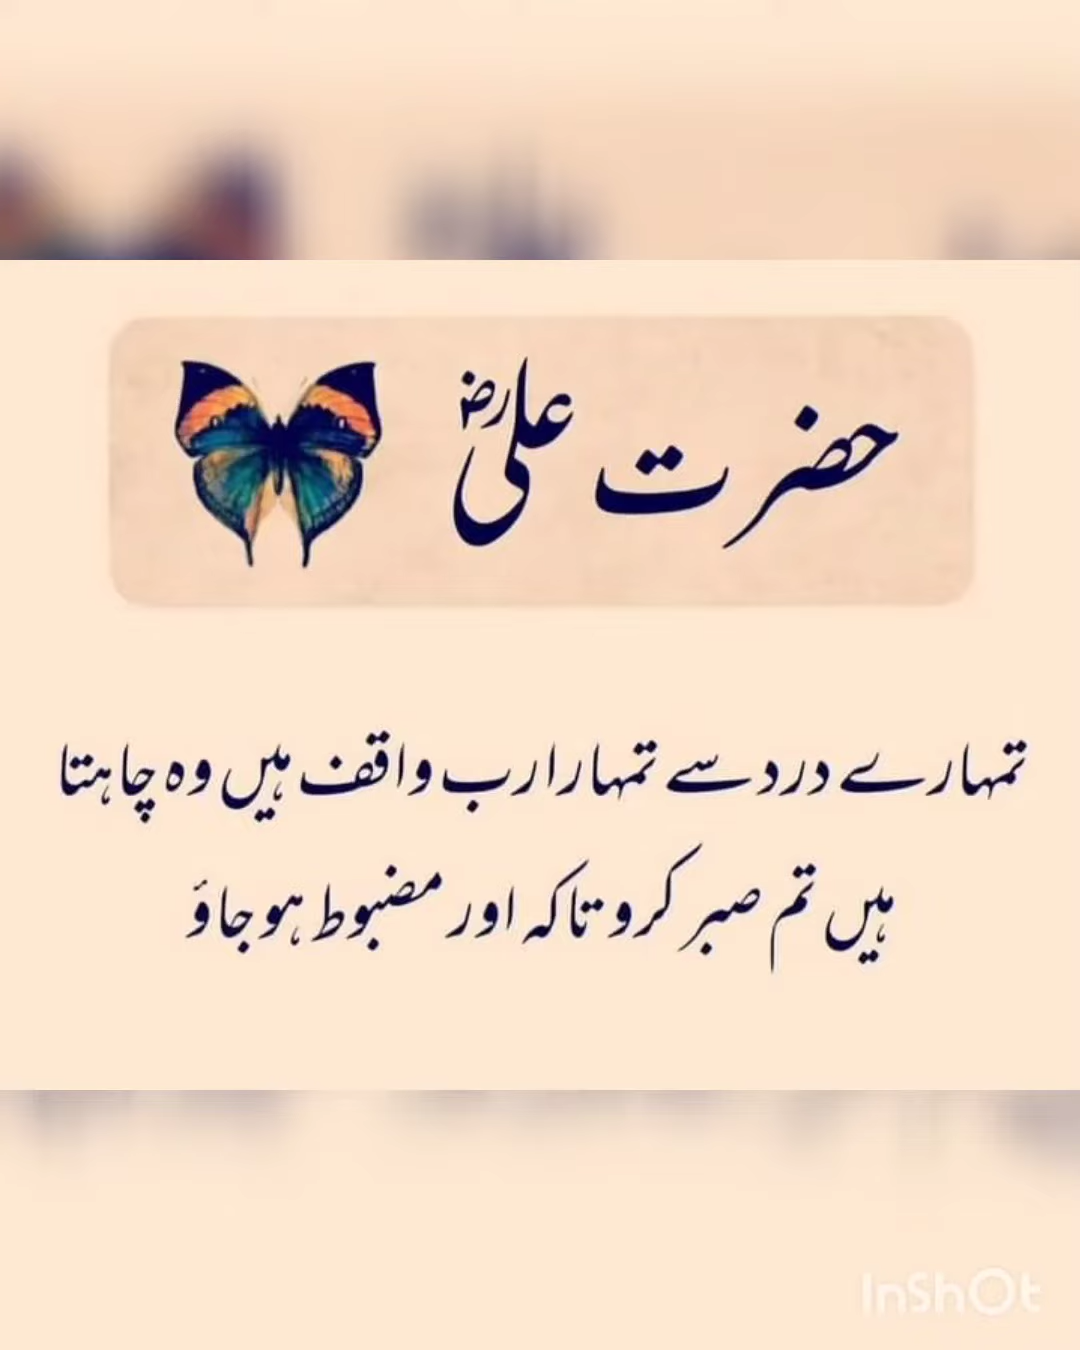 حضرت علیؓ
تمہارے درد سے تمہارا رب واقف ہیں وہ چاہتا
ہیں تم صبر کرو تاکہ اور مضبوط ہو جاؤ
InShOt